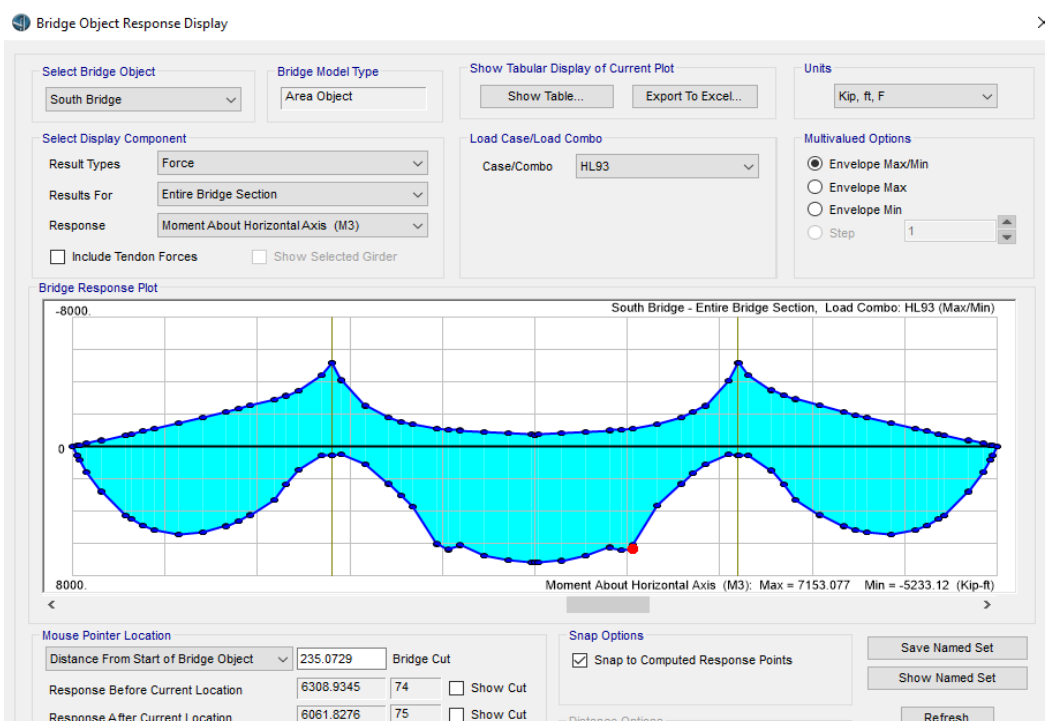 Bridge Object Response Display
Select Bridge Object
South Bridge
Bridge Model Type
Area Object
Show Tabular Display of Current Plot
Show Table...
Export To Excel...
Units
Kip, ft, F
Select Display Component
Result Types
Force
Results For
Entire Bridge Section
Response
Moment About Horizontal Axis (M3)
Include Tendon Forces
Show Selected Girder
Load Case/Load Combo
Case/Combo
HL93
Multivalued Options
Envelope Max/Min
Envelope Max
Envelope Min
Step
1
Bridge Response Plot
-8000.
South Bridge - Entire Bridge Section, Load Combo: HL93 (Max/Min)
0
8000.
Moment About Horizontal Axis (M3): Max = 7153.077 Min = -5233.12 (Kip-ft)
Mouse Pointer Location
Distance From Start of Bridge Object
235.0729
Bridge Cut
Response Before Current Location
6308.9345
74
Show Cut
Response After Current Location
6061.8276
75
Show Cut
Snap Options
Snap to Computed Response Points
Distance Options
Save Named Set
Show Named Set
Refresh